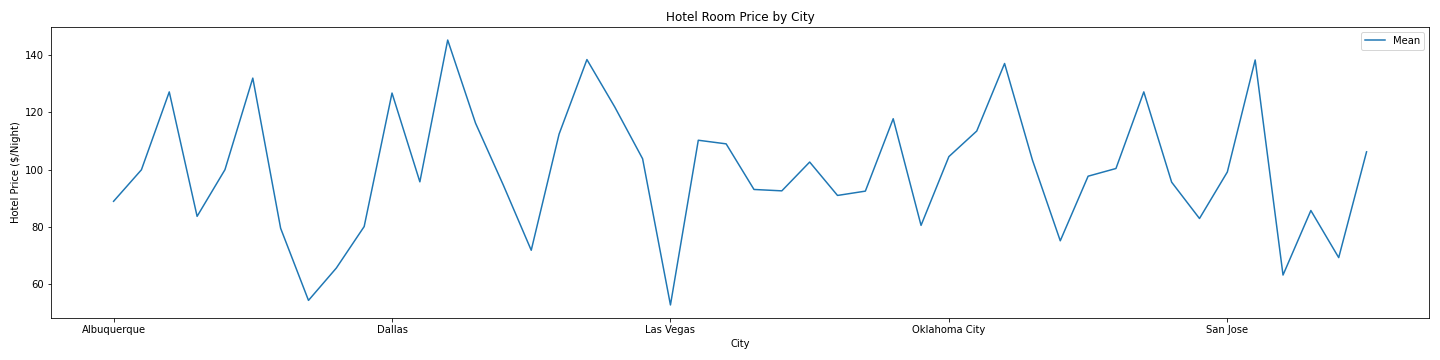 Hotel Room Price by City
Mean
Hotel Price ($/Night)
140
120
100
80
60
Albuquerque
Dallas
Las Vegas
Oklahoma City
San Jose
City